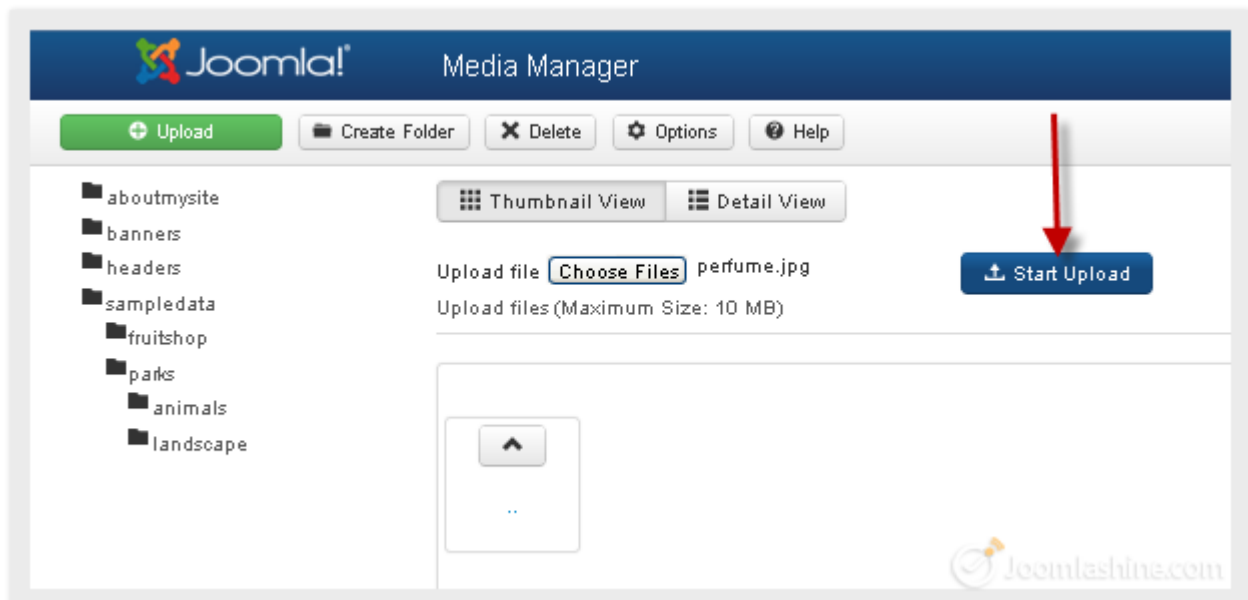 Joomla! Media Manager
Upload Create Folder Delete Options Help
aboutmysite
banners
headers
sampledata
fruitshop
parks
animals
landscape
Thumbnail View Detail View
Upload file Choose Files perfume.jpg Start Upload
Upload files (Maximum Size: 10 MB)
..
Joomlashine.com